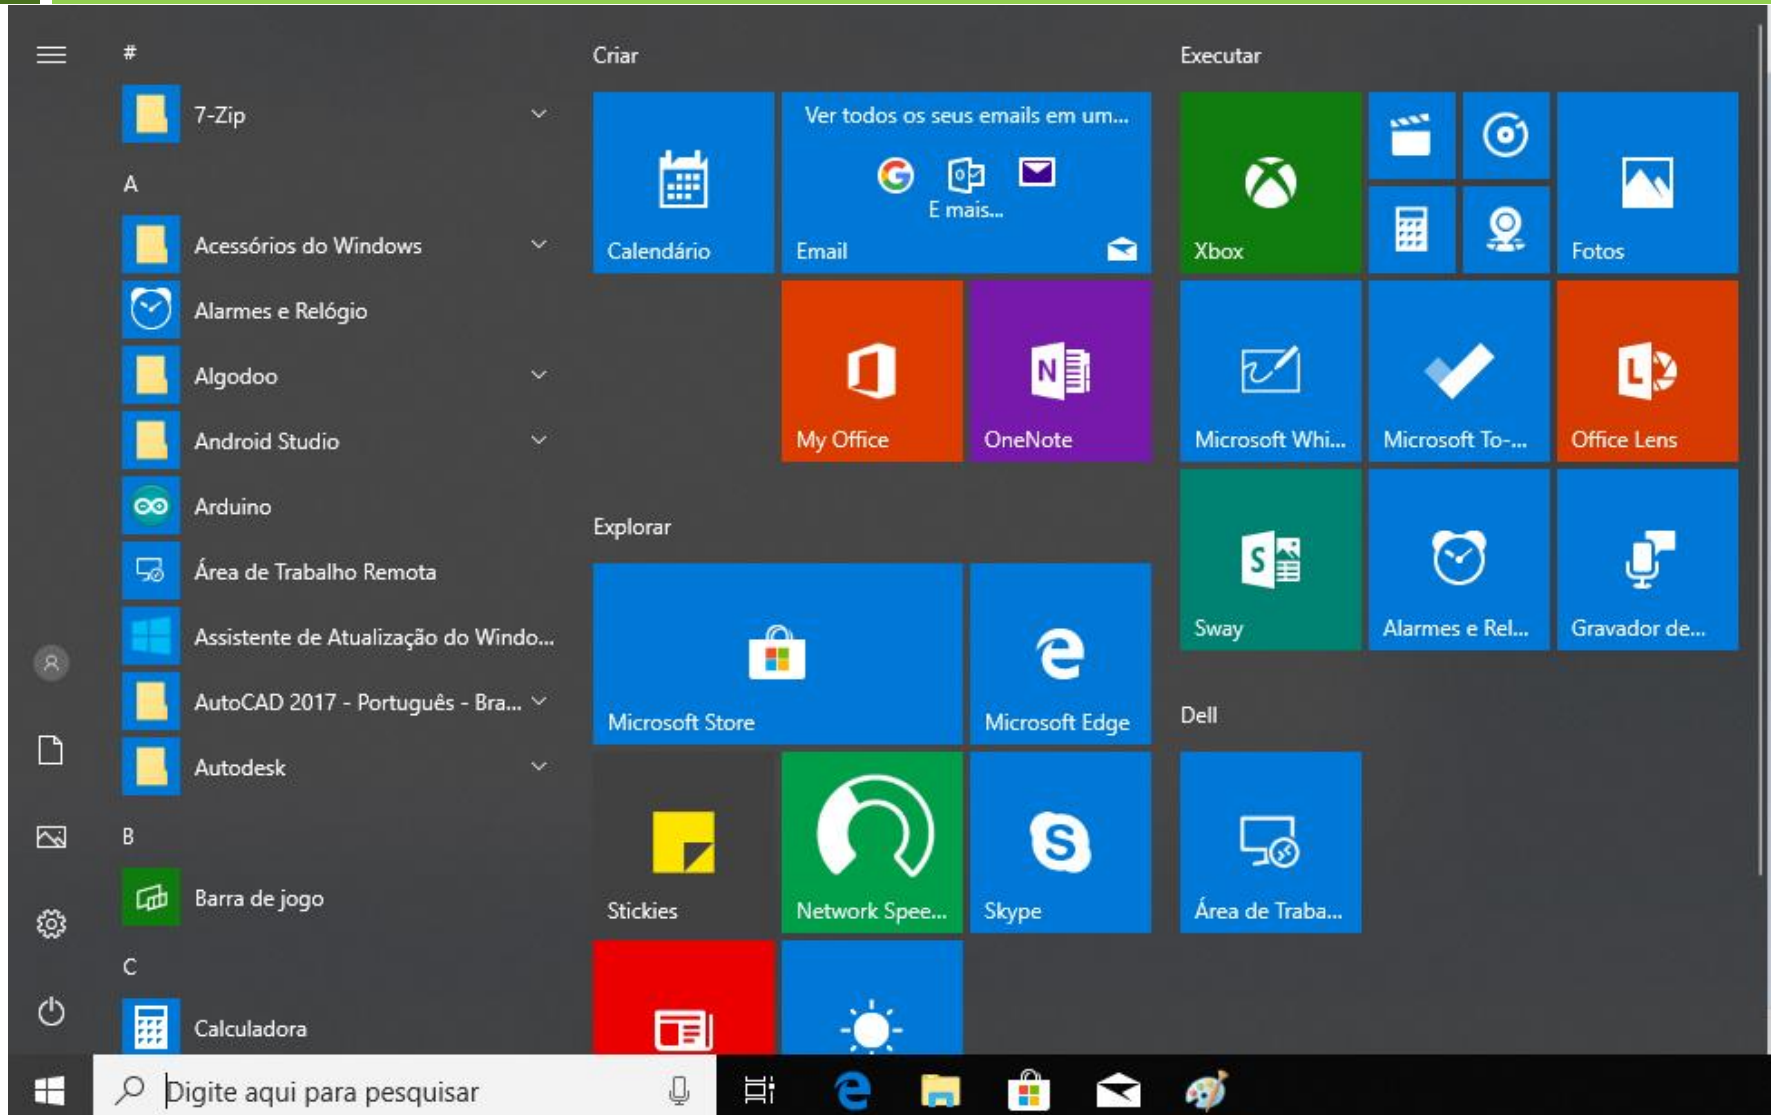 #
7-Zip
A
Acessórios do Windows
Alarmes e Relógio
Algodoo
Android Studio
Arduino
Área de Trabalho Remota
Assistente de Atualização do Windo...
AutoCAD 2017 - Português - Bra...
Autodesk
B
Barra de jogo
C
Calculadora
Criar
Calendário
Ver todos os seus emails em um...
E mais...
Email
My Office
OneNote
Explorar
Microsoft Store
Microsoft Edge
Stickies
Network Spee...
Skype
Executar
Xbox
Fotos
Microsoft Whi...
Microsoft To-...
Office Lens
Sway
Alarmes e Rel...
Gravador de...
Dell
Área de Traba...
Digite aqui para pesquisar